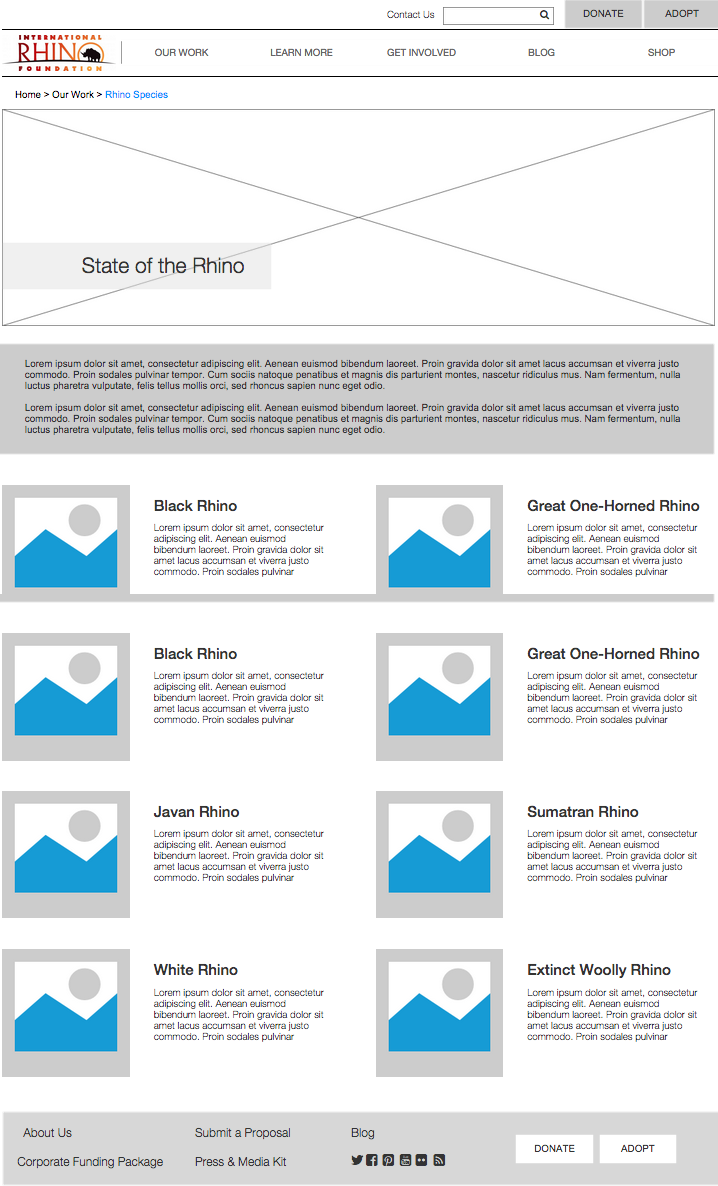 Contact Us
DONATE
ADOPT
INTERNATIONAL
RHINO
FOUNDATION
OUR WORK
LEARN MORE
GET INVOLVED
BLOG
SHOP
Home > Our Work > Rhino Species
State of the Rhino
Lorem ipsum dolor sit amet, consectetur adipiscing elit. Aenean euismod bibendum laoreet. Proin gravida dolor sit amet lacus accumsan et viverra justo
commodo. Proin sodales pulvinar tempor. Cum sociis natoque penatibus et magnis dis parturient montes, nascetur ridiculus mus. Nam fermentum, nulla
luctus pharetra vulputate, felis tellus mollis orci, sed rhoncus sapien nunc eget odio.
Lorem ipsum dolor sit amet, consectetur adipiscing elit. Aenean euismod bibendum laoreet. Proin gravida dolor sit amet lacus accumsan et viverra justo
commodo. Proin sodales pulvinar tempor. Cum sociis natoque penatibus et magnis dis parturient montes, nascetur ridiculus mus. Nam fermentum, nulla
luctus pharetra vulputate, felis tellus mollis orci, sed rhoncus sapien nunc eget odio.
Black Rhino
Lorem ipsum dolor sit amet, consectetur
adipiscing elit. Aenean euismod
bibendum laoreet. Proin gravida dolor sit
amet lacus accumsan et viverra justo
commodo. Proin sodales pulvinar
Great One-Horned Rhino
Lorem ipsum dolor sit amet, consectetur
adipiscing elit. Aenean euismod
bibendum laoreet. Proin gravida dolor sit
amet lacus accumsan et viverra justo
commodo. Proin sodales pulvinar
Black Rhino
Lorem ipsum dolor sit amet, consectetur
adipiscing elit. Aenean euismod
bibendum laoreet. Proin gravida dolor sit
amet lacus accumsan et viverra justo
commodo. Proin sodales pulvinar
Great One-Horned Rhino
Lorem ipsum dolor sit amet, consectetur
adipiscing elit. Aenean euismod
bibendum laoreet. Proin gravida dolor sit
amet lacus accumsan et viverra justo
commodo. Proin sodales pulvinar
Javan Rhino
Lorem ipsum dolor sit amet, consectetur
adipiscing elit. Aenean euismod
bibendum laoreet. Proin gravida dolor sit
amet lacus accumsan et viverra justo
commodo. Proin sodales pulvinar
Sumatran Rhino
Lorem ipsum dolor sit amet, consectetur
adipiscing elit. Aenean euismod
bibendum laoreet. Proin gravida dolor sit
amet lacus accumsan et viverra justo
commodo. Proin sodales pulvinar
White Rhino
Lorem ipsum dolor sit amet, consectetur
adipiscing elit. Aenean euismod
bibendum laoreet. Proin gravida dolor sit
amet lacus accumsan et viverra justo
commodo. Proin sodales pulvinar
Extinct Woolly Rhino
Lorem ipsum dolor sit amet, consectetur
adipiscing elit. Aenean euismod
bibendum laoreet. Proin gravida dolor sit
amet lacus accumsan et viverra justo
commodo. Proin sodales pulvinar
About Us
Submit a Proposal
Blog
Corporate Funding Package
Press & Media Kit
DONATE
ADOPT